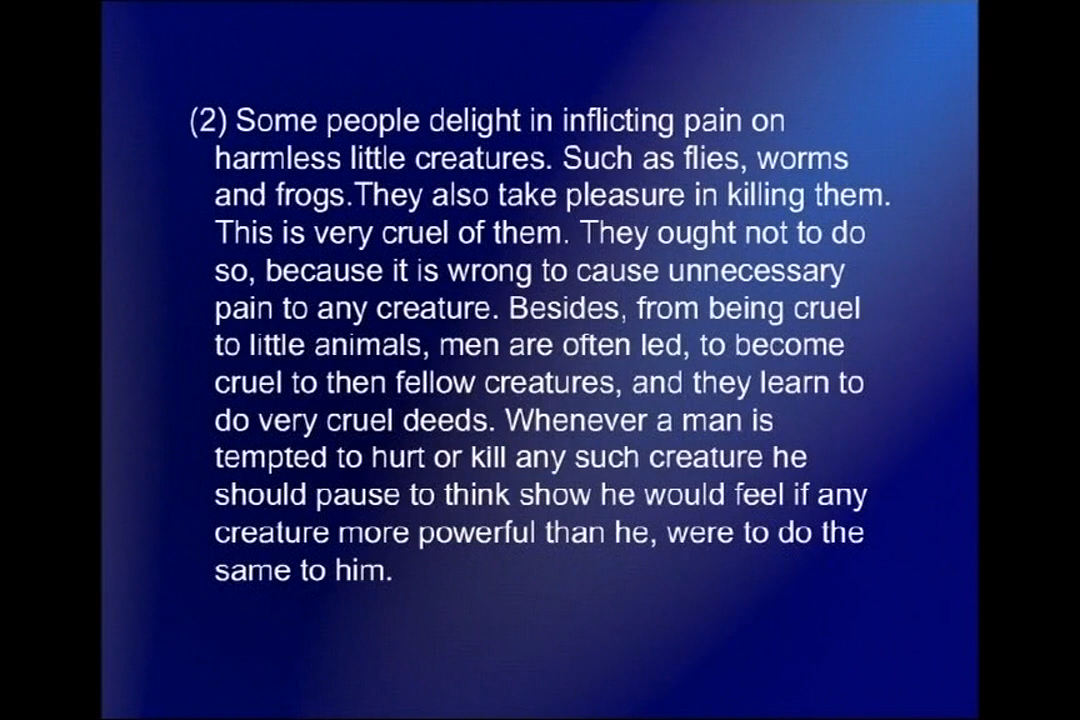 (2) Some people delight in inflicting pain on
harmless little creatures. Such as flies, worms
and frogs.They also take pleasure in killing them.
This is very cruel of them. They ought not to do
so, because it is wrong to cause unnecessary
pain to any creature. Besides, from being cruel
to little animals, men are often led, to become
cruel to then fellow creatures, and they learn to
do very cruel deeds. Whenever a man is
tempted to hurt or kill any such creature he
should pause to think show he would feel if any
creature more powerful than he, were to do the
same to him.